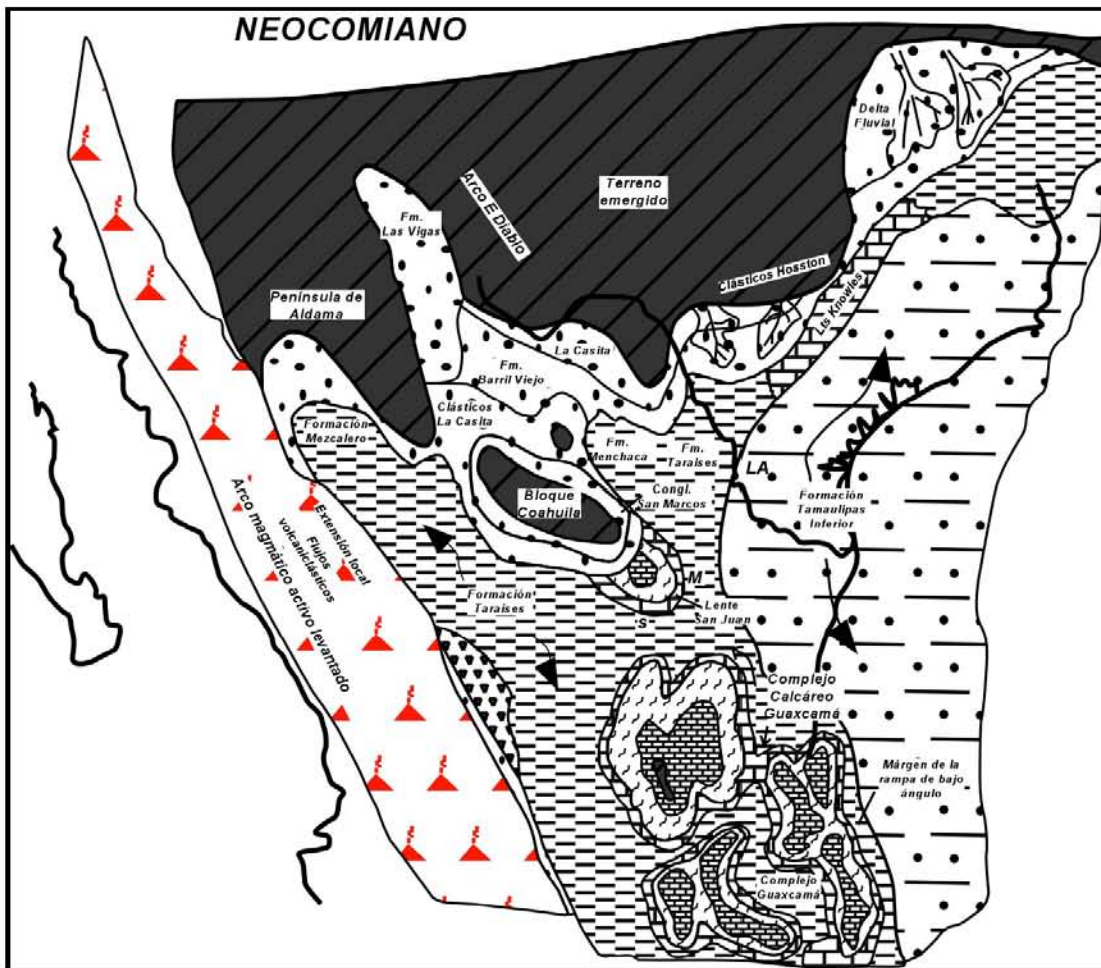 NEOCOMIANO
Delta
Fluvial
Terreno
emergido
Arco E Diablo
Fm.
Las Vigas
Clásticos Hosston
Península de
Aldama
Lts Knowles
La Casita
Fm.
Barril Viejo
Clásticos
La Casita
Formación
Mezcalero
Fm.
Menchaca
Fm.
Taraises
LA
Congl.
San Marcos
Bloque
Coahuila
Formación
Tamaulipas
Inferior
Extensión local
Flujos
volcaniclásticos
Arco magmático activo levantado
M
Formación
Taraises
Lente
San Juan
S
Complejo
Calcáreo
Guaxcamá
Márgen de la
rampa de bajo
ángulo
Complejo
Guaxcamá